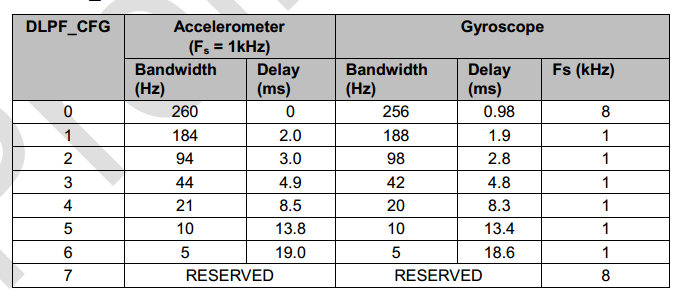 DLPF_CFG Accelerometer Gyroscope
(Fs = 1kHz)
Bandwidth Delay Bandwidth Delay Fs (kHz)
(Hz) (ms) (Hz) (ms)
0 260 0 256 0.98 8
1 184 2.0 188 1.9 1
2 94 3.0 98 2.8 1
3 44 4.9 42 4.8 1
4 21 8.5 20 8.3 1
5 10 13.8 10 13.4 1
6 5 19.0 5 18.6 1
7 RESERVED RESERVED 8